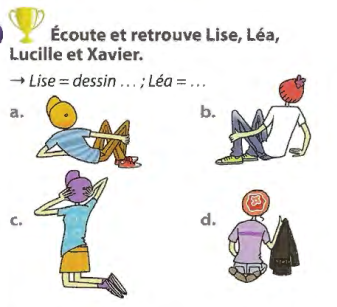 Écoute et retrouve Lise, Léa,
Lucille et Xavier.
→ Lise = dessin ... ; Léa = ...
a.
b.
c.
d.